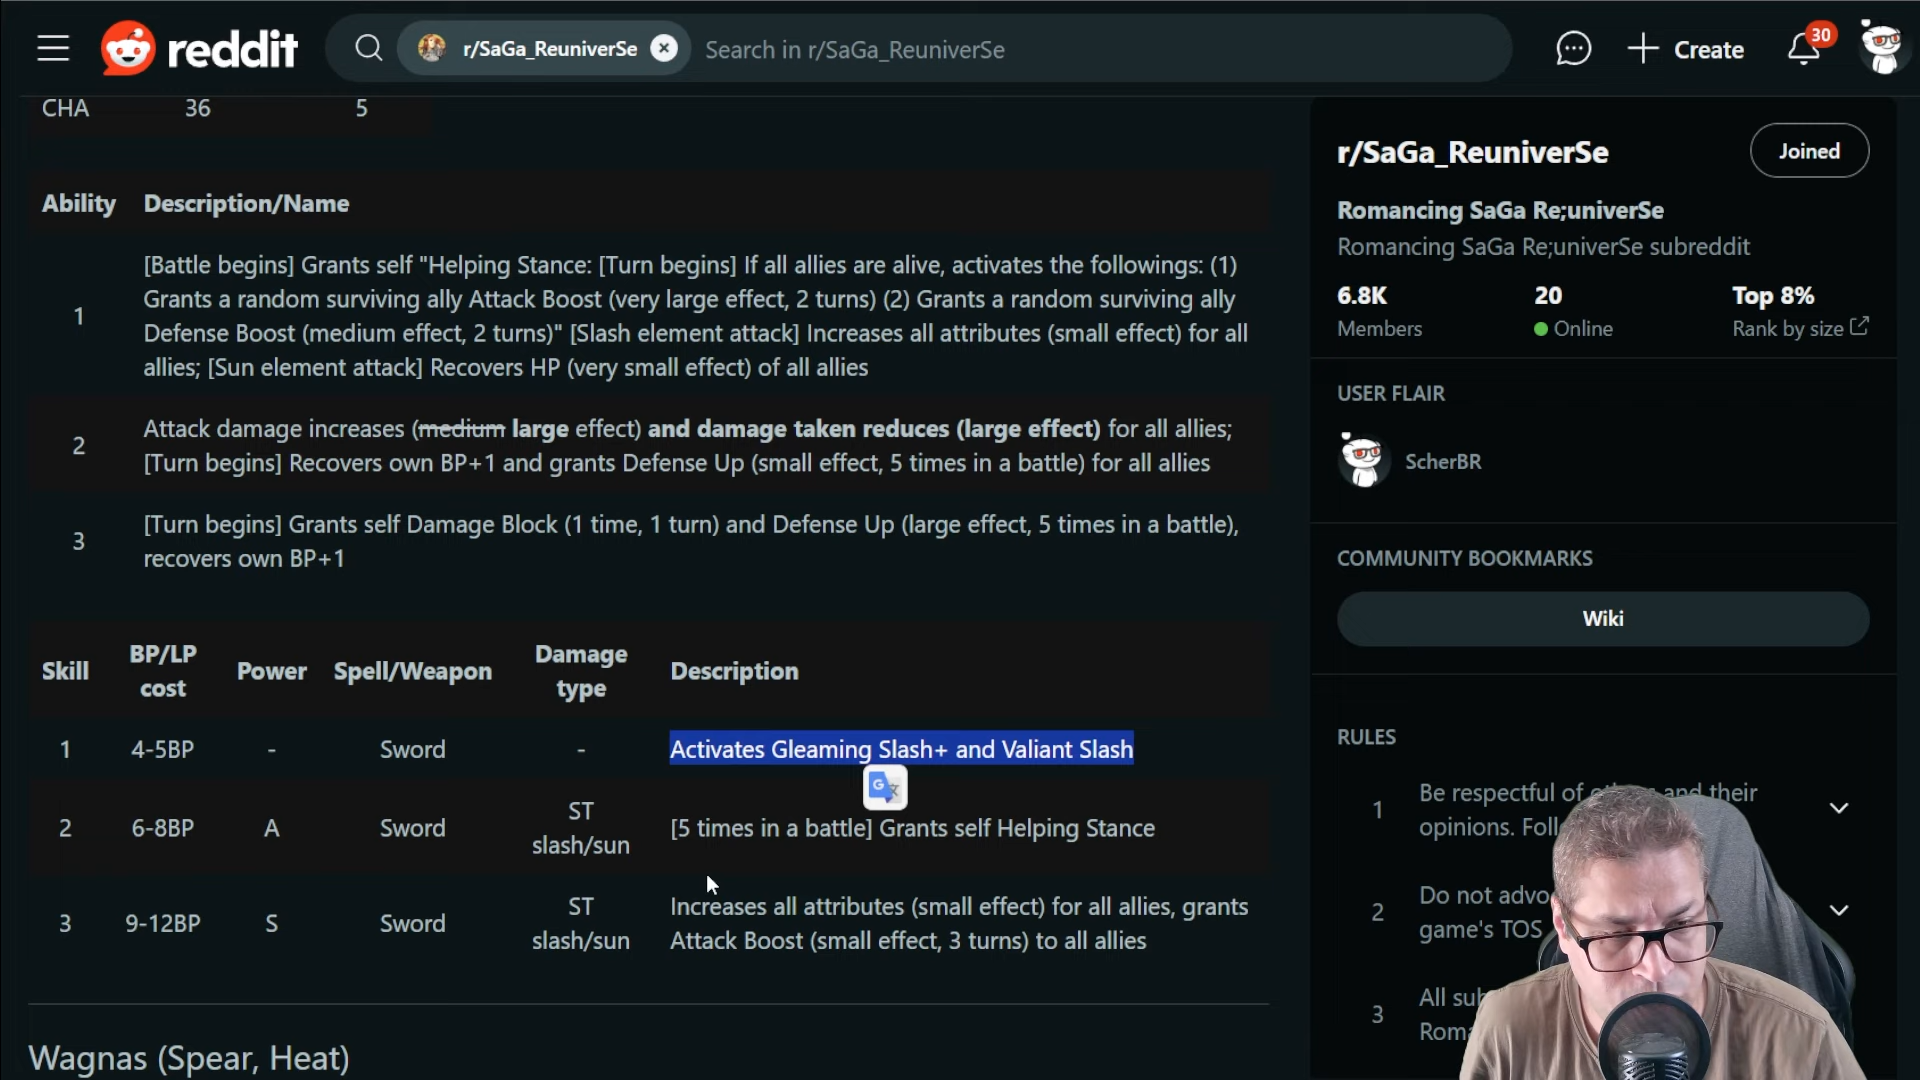 reddit
r/SaGa_ReuniverSe
Search in r/SaGa_ReuniverSe
Create
30
CHA 36 5
Ability Description/Name
1
[Battle begins] Grants self "Helping Stance: [Turn begins] If all allies are alive, activates the followings: (1)
Grants a random surviving ally Attack Boost (very large effect, 2 turns) (2) Grants a random surviving ally
Defense Boost (medium effect, 2 turns)" [Slash element attack] Increases all attributes (small effect) for all
allies; [Sun element attack] Recovers HP (very small effect) of all allies
2
Attack damage increases (medium large effect) and damage taken reduces (large effect) for all allies;
[Turn begins] Recovers own BP+1 and grants Defense Up (small effect, 5 times in a battle) for all allies
3
[Turn begins] Grants self Damage Block (1 time, 1 turn) and Defense Up (large effect, 5 times in a battle),
recovers own BP+1
Skill BP/LP cost Power Spell/Weapon Damage type Description
1 4-5BP - Sword - Activates Gleaming Slash+ and Valiant Slash
2 6-8BP A Sword ST slash/sun [5 times in a battle] Grants self Helping Stance
3 9-12BP S Sword ST slash/sun Increases all attributes (small effect) for all allies, grants
Attack Boost (small effect, 3 turns) to all allies
Wagnas (Spear, Heat)
r/SaGa_ReuniverSe
Joined
Romancing SaGa Re;univerSe
Romancing SaGa Re;univerSe subreddit
6.8K 20 Top 8%
Members Online Rank by size
USER FLAIR
ScherBR
COMMUNITY BOOKMARKS
Wiki
RULES
1
Be respectful of and their
opinions.
2
Do not
game's TOS
3
All